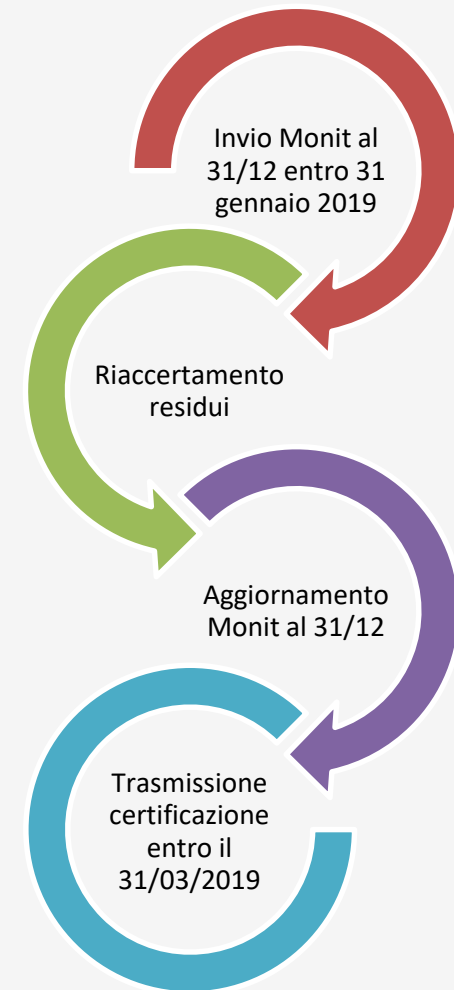 Invio Monit al
31/12 entro 31
gennaio 2019
Riaccertamento
residui
Aggiornamento
Monit al 31/12
Trasmissione
certificazione
entro il
31/03/2019